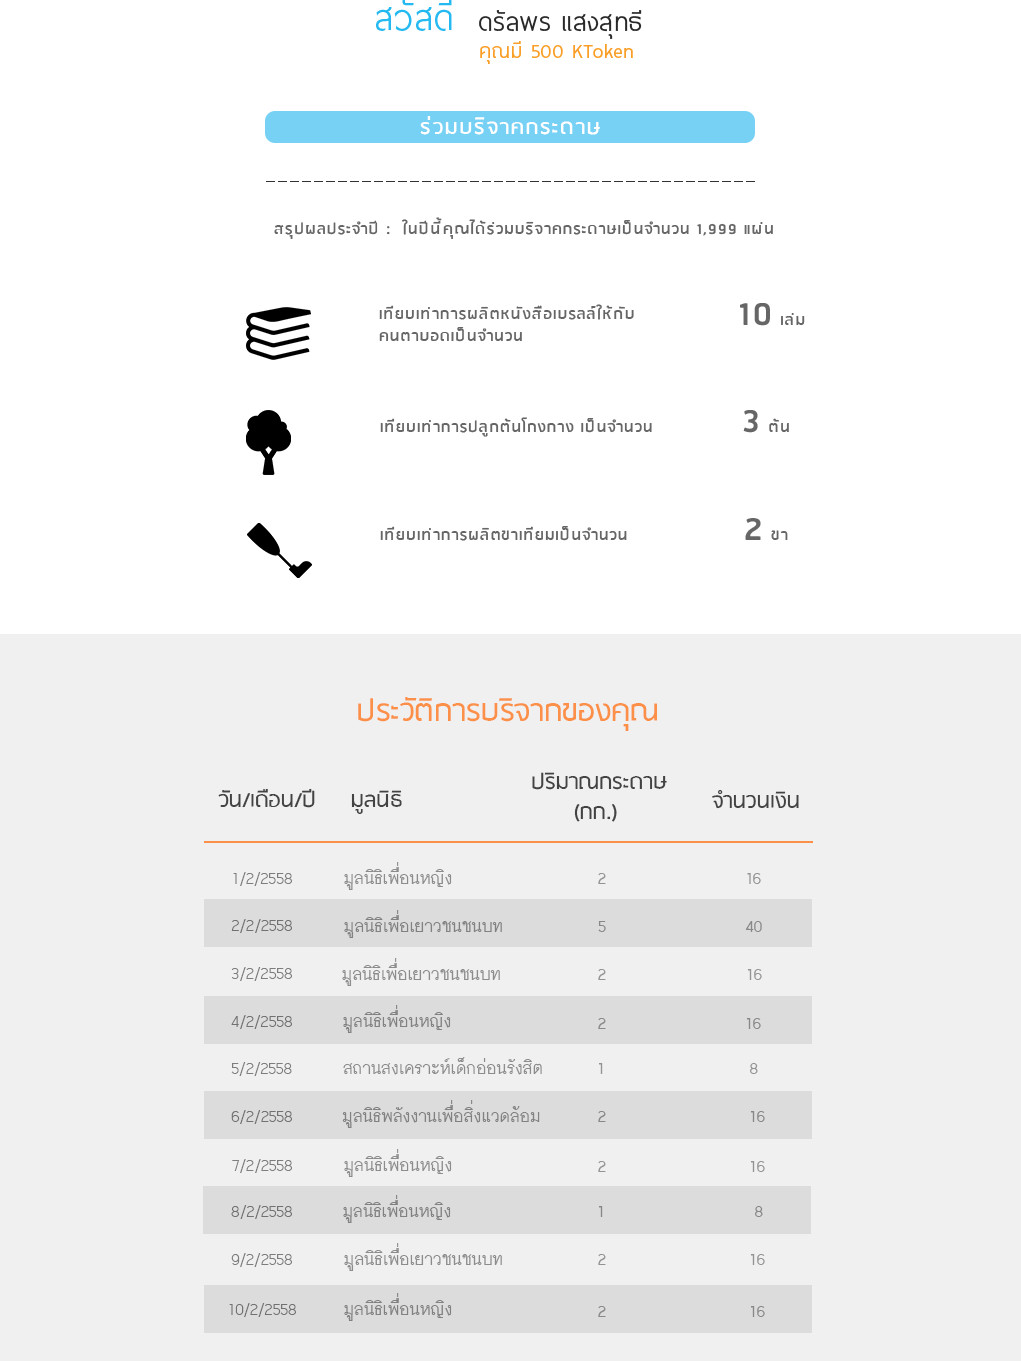 สวัสดี ดรัลพร แสงสุทธิ์
คุณมี 500 KToken
ร่วมบริจาคกระดาษ
สรุปผลประจำปี : ในปีนี้คุณได้ร่วมบริจาคกระดาษเป็นจำนวน 1,999 แผ่น
เทียบเท่าการผลิตหนังสือเบรลล์ให้กับ
คนตาบอดเป็นจำนวน
10 เล่ม
เทียบเท่าการปลูกต้นโกงกาง เป็นจำนวน 3 ต้น
เทียบเท่าการผลิตขาเทียมเป็นจำนวน 2 ขา
ประวัติการบริจากของคุณ
วัน/เดือน/ปี มูลนิธิ ปริมาณกระดาษ (กก.) จำนวนเงิน
1/2/2558 มูลนิธิเพื่อนหญิง 2 16
2/2/2558 มูลนิธิเพื่อเยาวชนชนบท 5 40
3/2/2558 มูลนิธิเพื่อเยาวชนชนบท 2 16
4/2/2558 มูลนิธิเพื่อนหญิง 2 16
5/2/2558 สถานสงเคราะห์เด็กอ่อนรังสิต 1 8
6/2/2558 มูลนิธิพลังงานเพื่อสิ่งแวดล้อม 2 16
7/2/2558 มูลนิธิเพื่อนหญิง 2 16
8/2/2558 มูลนิธิเพื่อนหญิง 1 8
9/2/2558 มูลนิธิเพื่อเยาวชนชนบท 2 16
10/2/2558 มูลนิธิเพื่อนหญิง 2 16